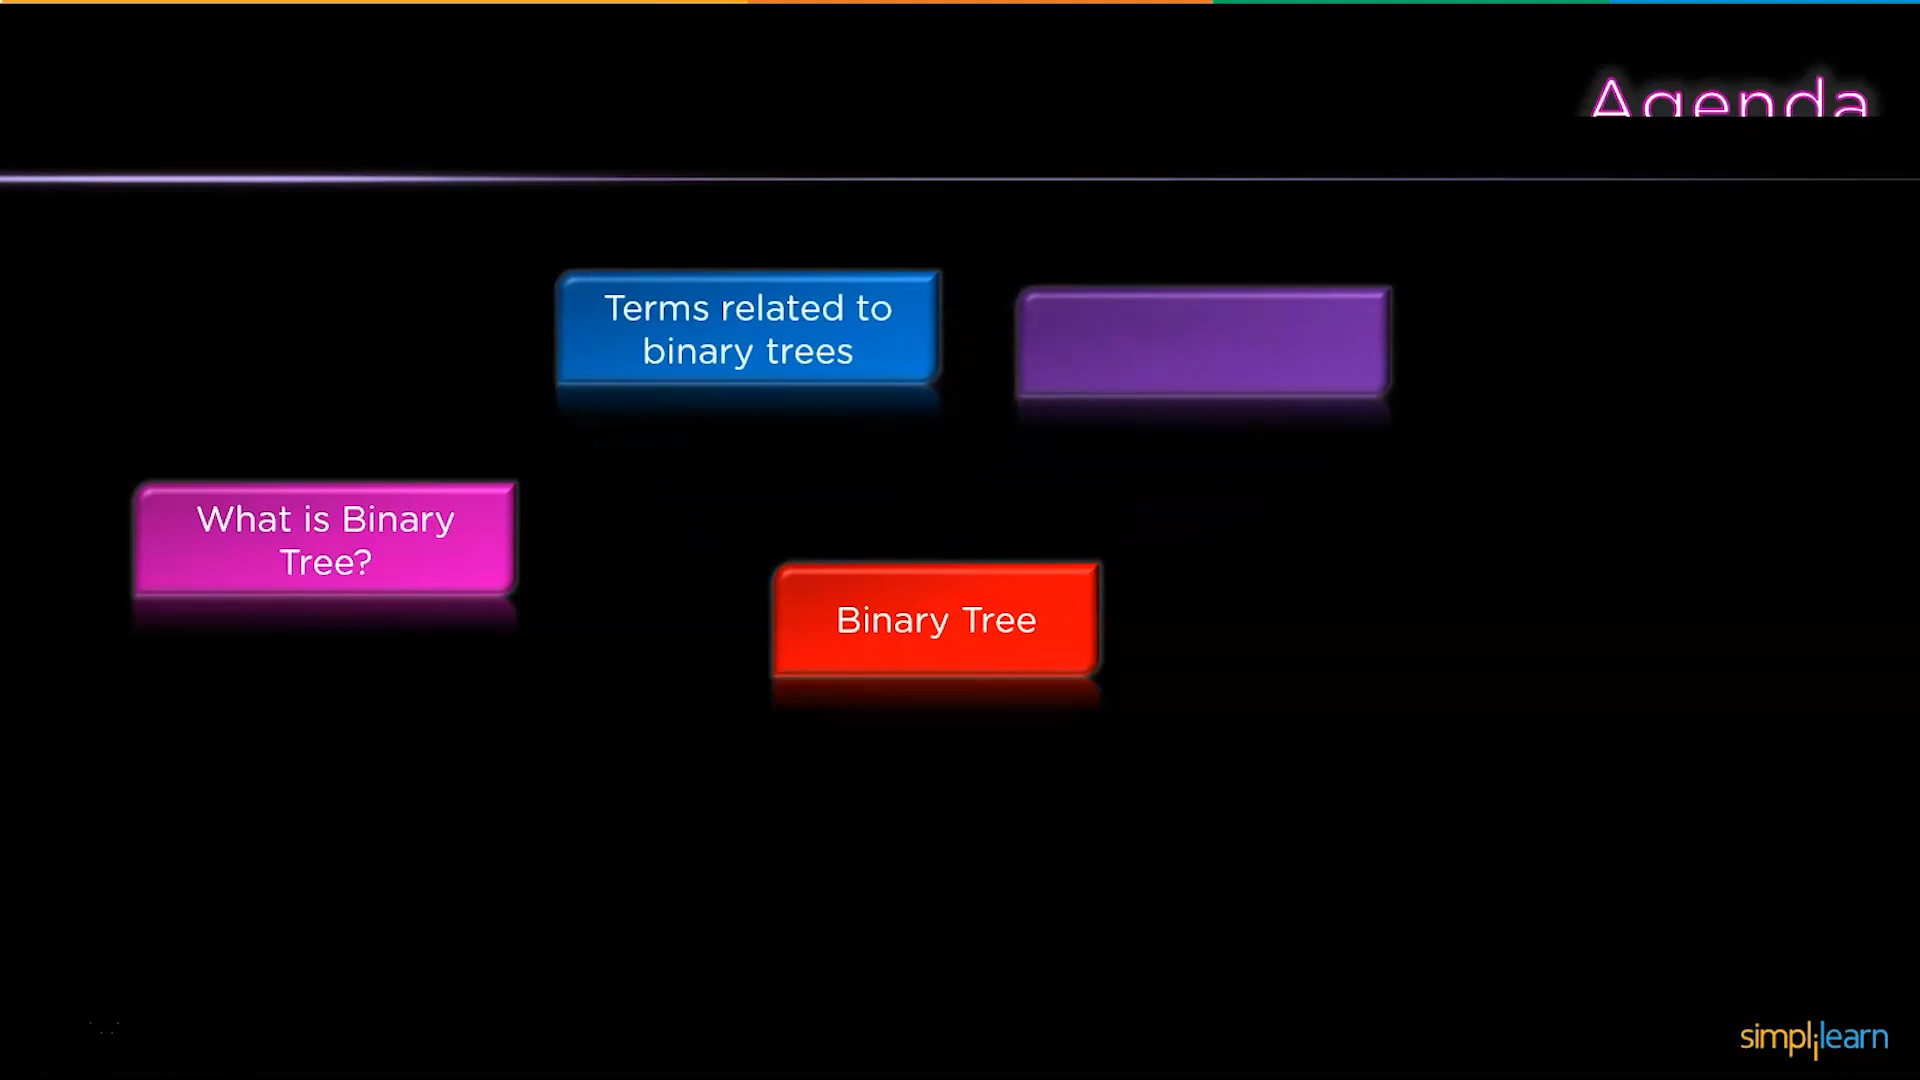 Agenda
Terms related to
binary trees
What is Binary
Tree?
Binary Tree
simplilearn